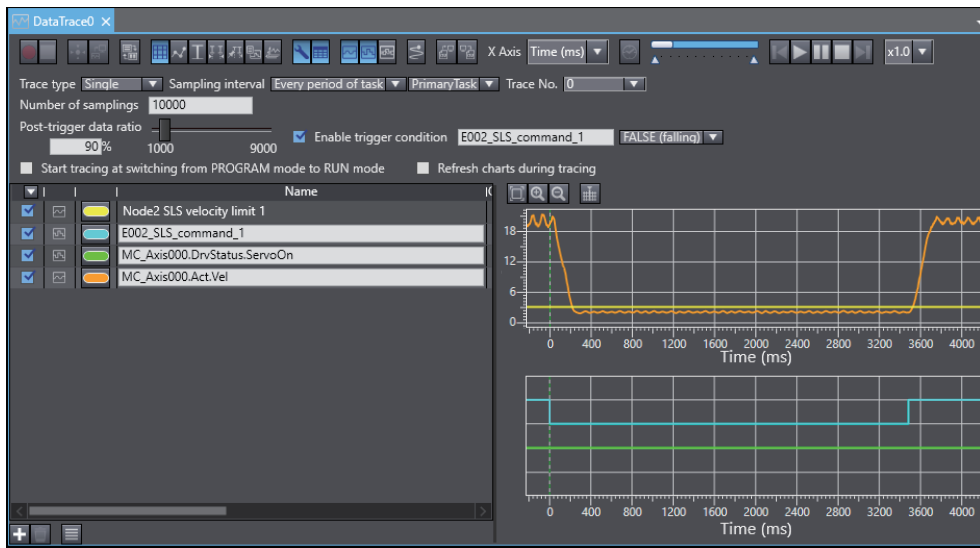 DataTrace0
X Axis Time (ms) x1.0
Trace type Single Sampling interval Every period of task PrimaryTask Trace No. 0
Number of samplings 10000
Post-trigger data ratio
90 % 1000 9000 Enable trigger condition E002_SLS_command_1 FALSE (falling)
Start tracing at switching from PROGRAM mode to RUN mode Refresh charts during tracing
Name
Node2 SLS velocity limit 1
E002_SLS_command_1
MC_Axis000.DrvStatus.ServoOn
MC_Axis000.Act.Vel
18
12
6
0
0 400 800 1200 1600 2000 2400 2800 3200 3600 4000
Time (ms)
0 400 800 1200 1600 2000 2400 2800 3200 3600 4000
Time (ms)